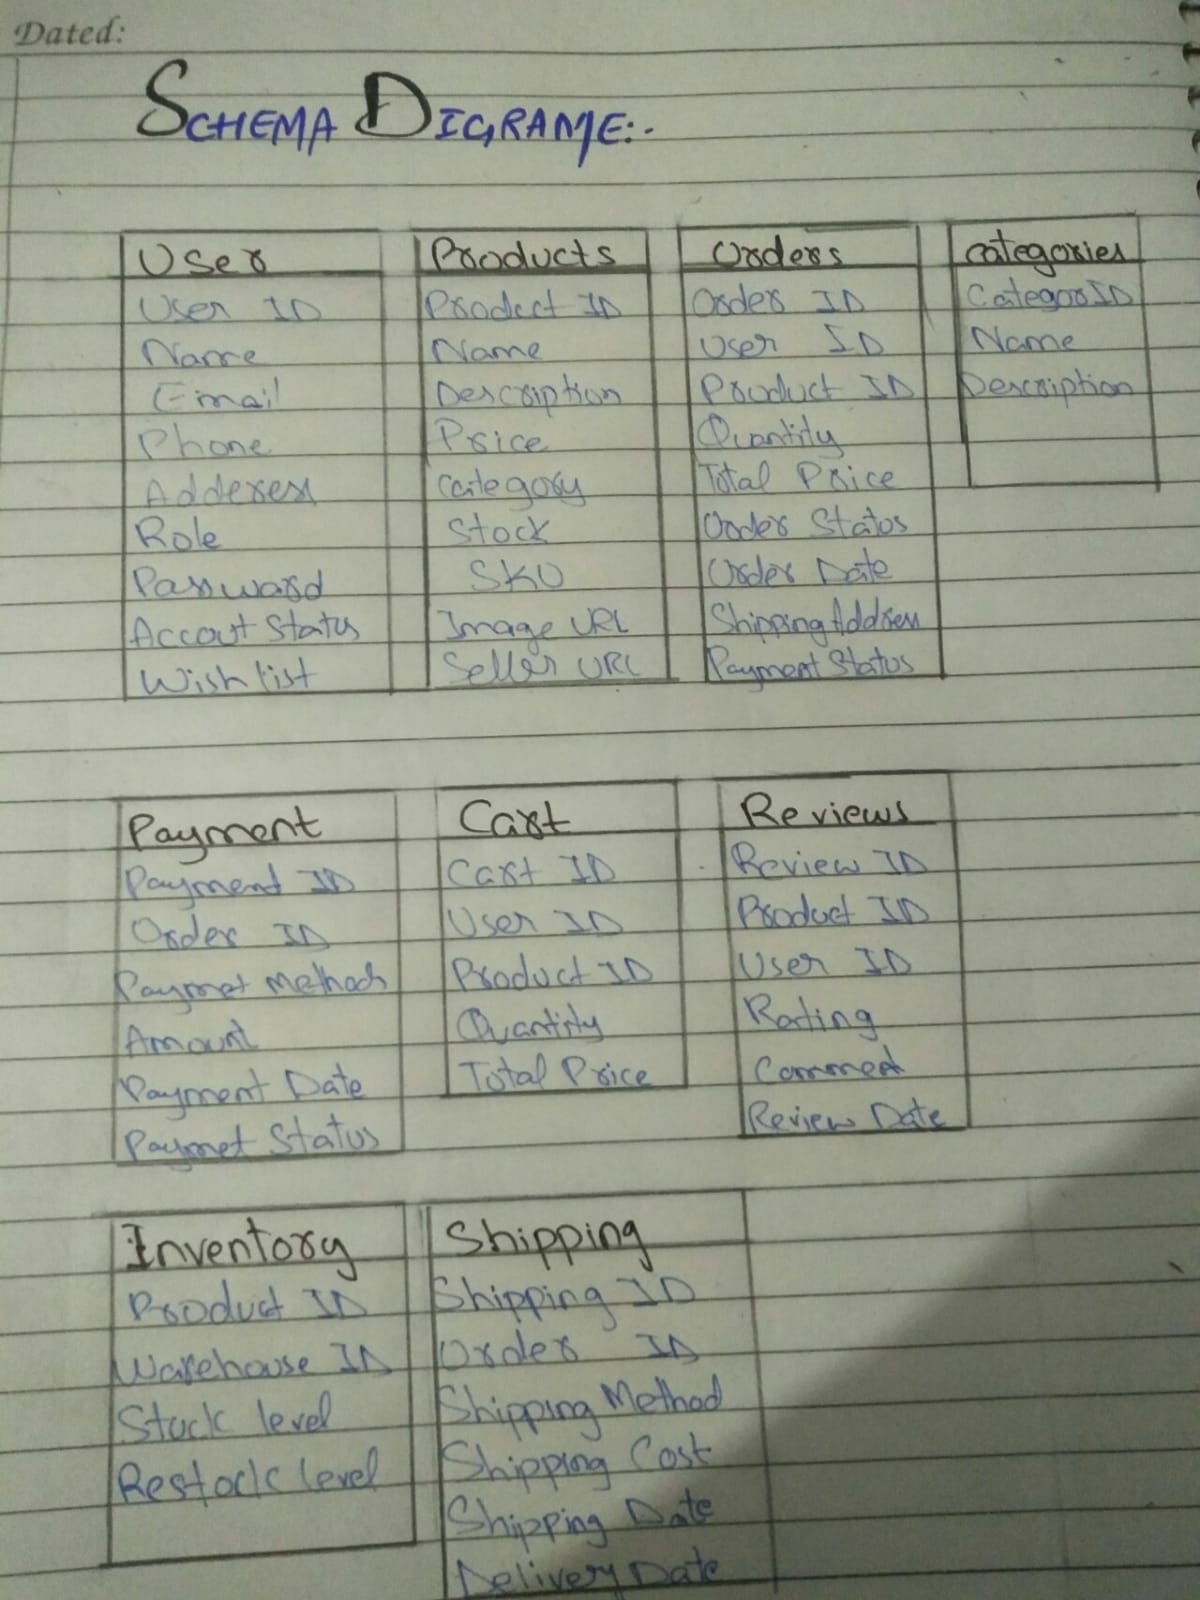 Dated:
SCHEMA DIGRAME:-
User
User ID
Name
Email
Phone
Adderess
Role
Password
Accout Status
Wish list
Products
Product ID
Name
Description
Price
Category
Stock
SKU
Image URL
Seller URL
Orders
Order ID
User ID
Product ID
Quantity
Total Price
Order Status
Order Date
Shipping Address
Payment Status
Categories
Categor ID
Name
Description
Payment
Payment ID
Order ID
Paymet Methods
Amount
Payment Date
Paymet Status
Cart
Cart ID
User ID
Product ID
Quantity
Total Price
Reviews
Review ID
Product ID
User ID
Rating
Comment
Review Date
Inventory
Product ID
Warehouse ID
Stock level
Restock level
Shipping
Shipping ID
Order ID
Shipping Method
Shipping Cost
Shipping Date
Delivery Date